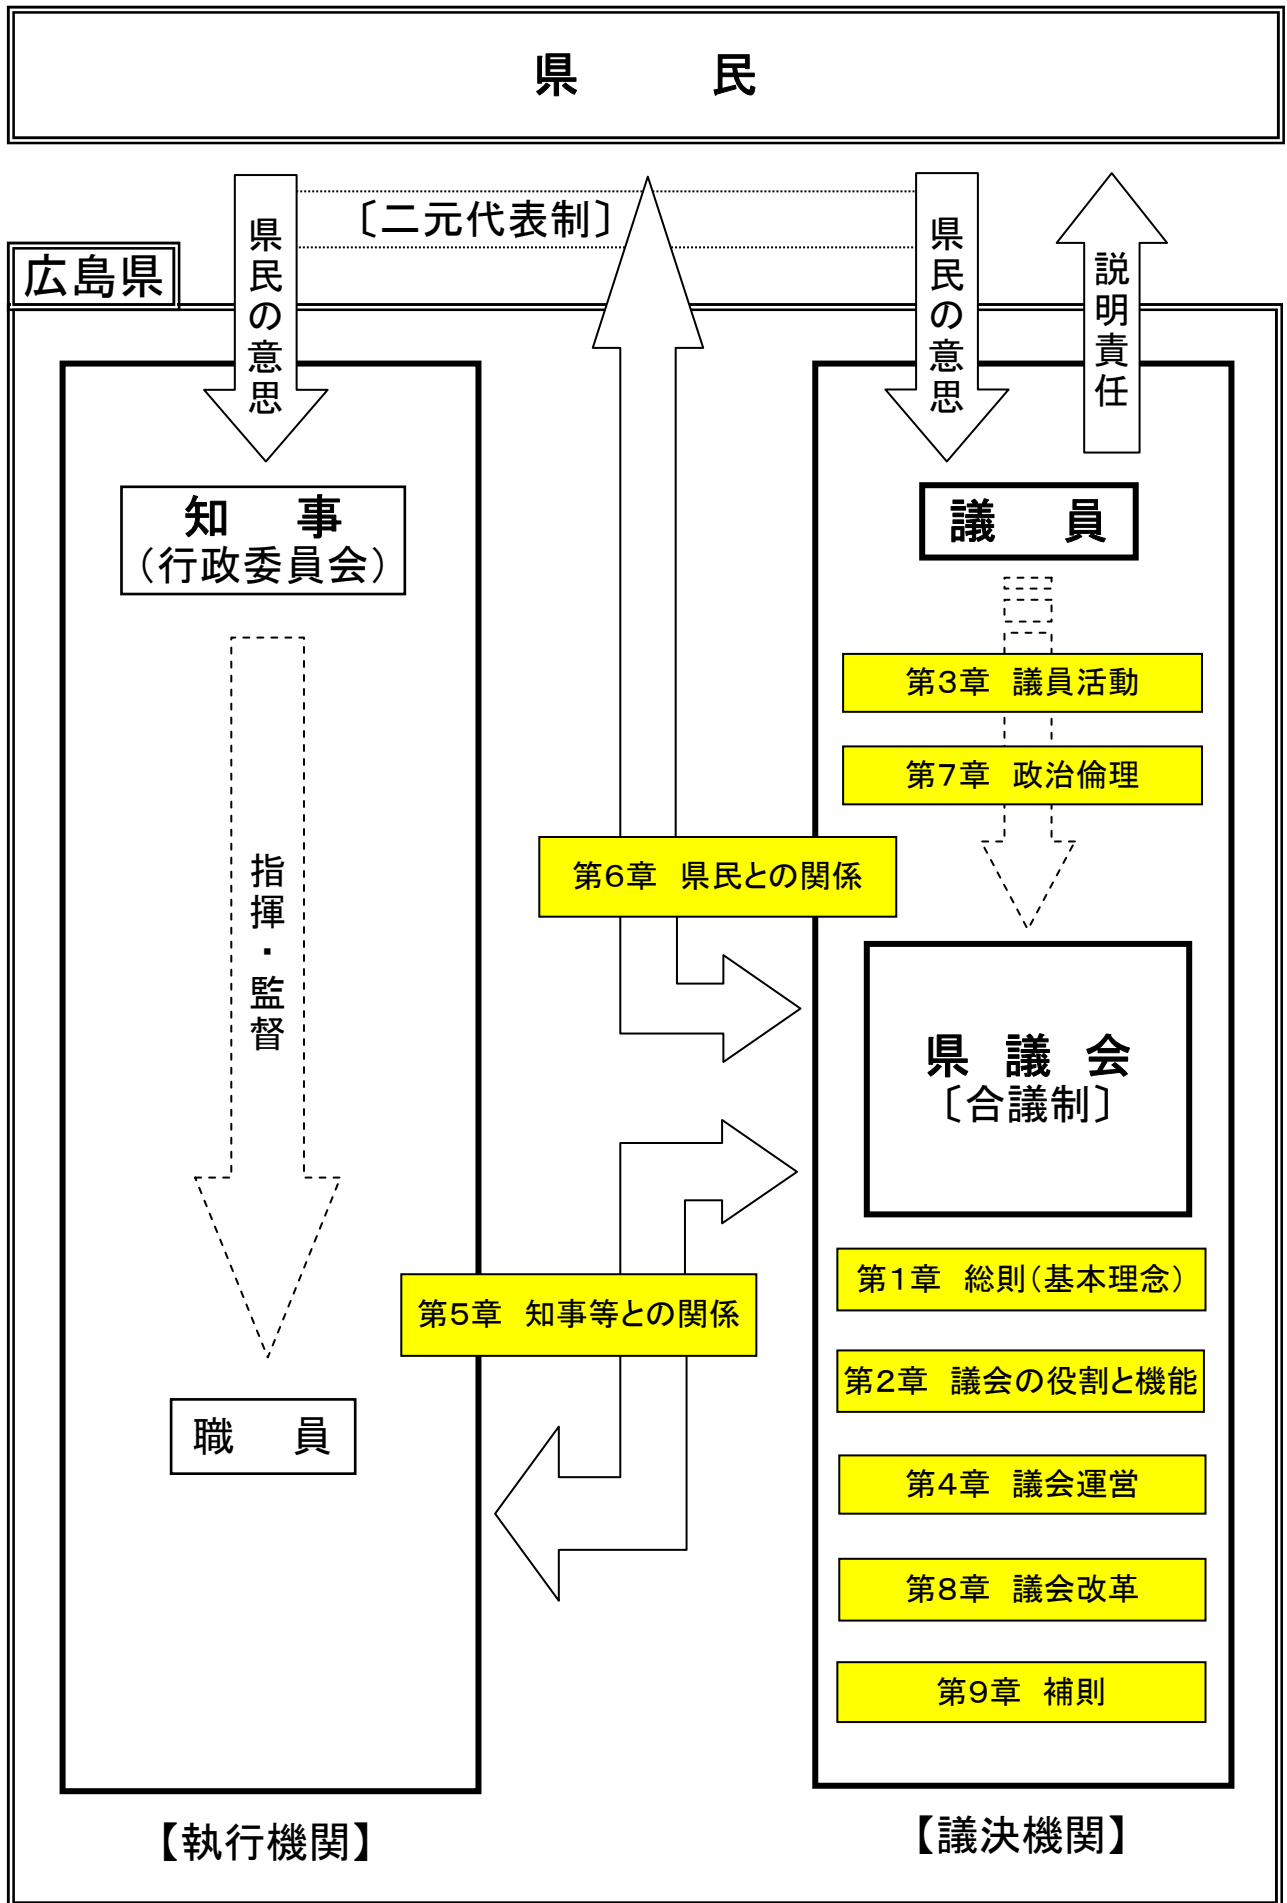 県　民
〔二元代表制〕
広島県
県民の意思
県民の意思
説明責任
知　事
（行政委員会）
指揮・監督
職　員
【執行機関】
第6章　県民との関係
第5章　知事等との関係
議　員
第3章　議員活動
第7章　政治倫理
県 議 会
〔合議制〕
第1章　総則（基本理念）
第2章　議会の役割と機能
第4章　議会運営
第8章　議会改革
第9章　補則
【議決機関】